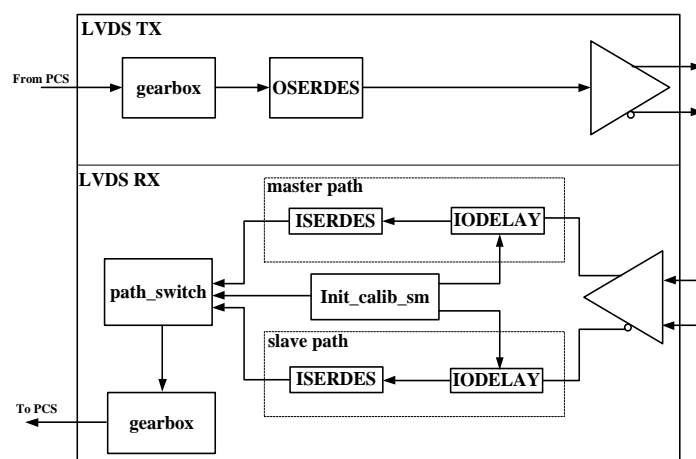 LVDS TX
From PCS
gearbox
OSERDES
LVDS RX
master path
ISERDES
IODELAY
path_switch
Init_calib_sm
slave path
ISERDES
IODELAY
To PCS
gearbox